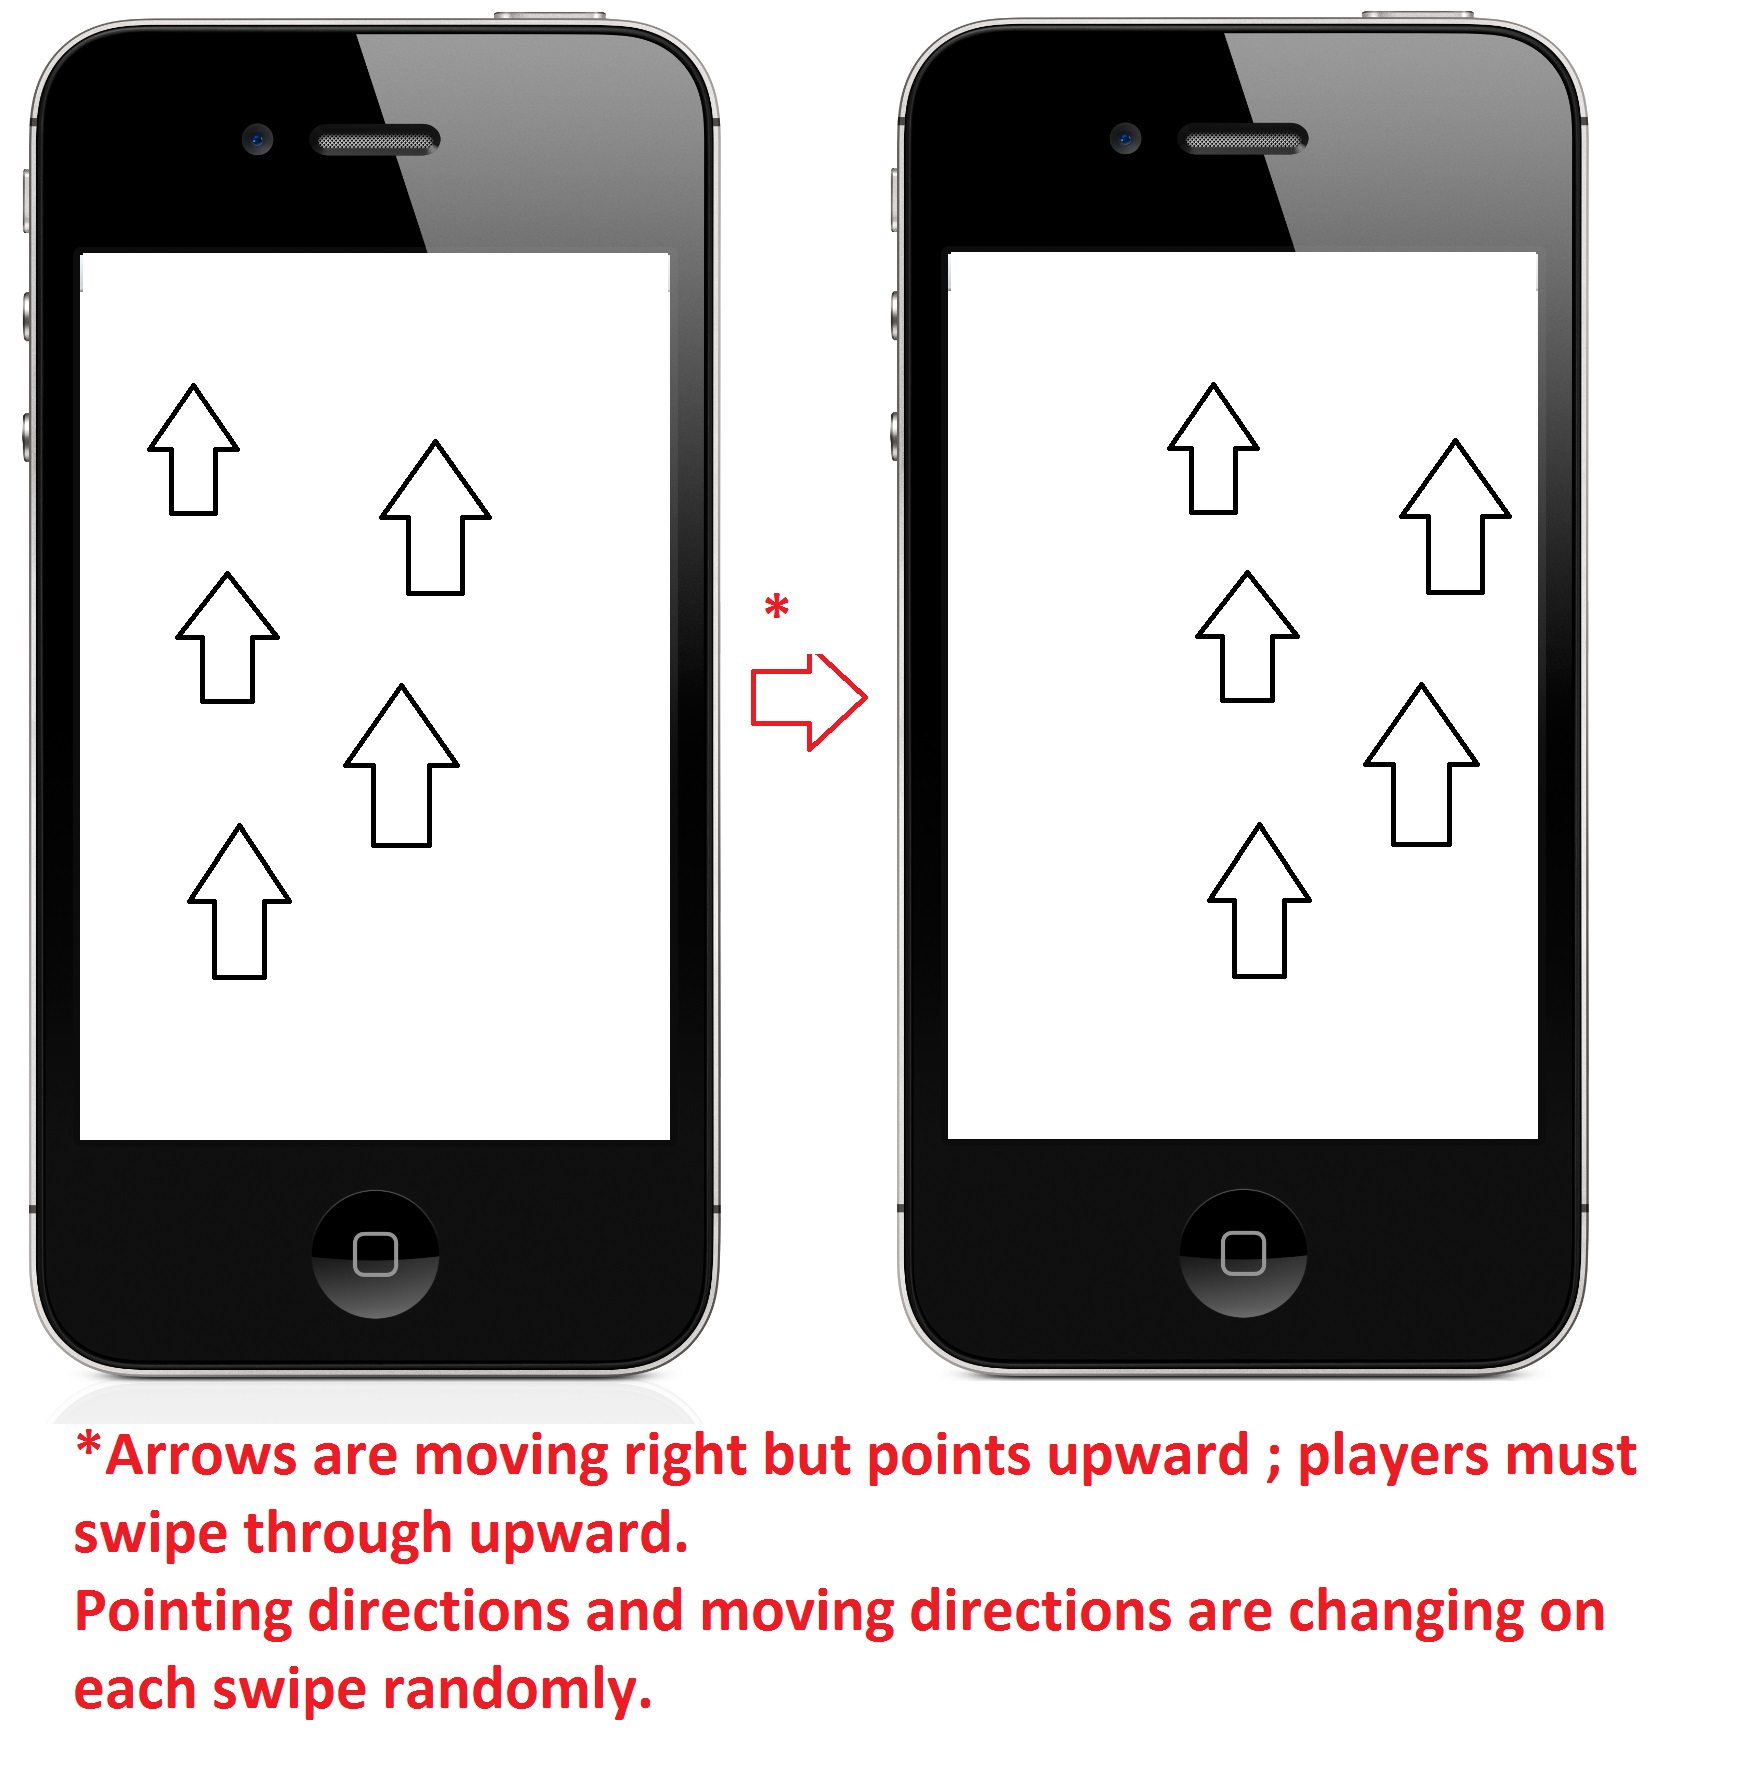 *
*Arrows are moving right but points upward ; players must
swipe through upward.
Pointing directions and moving directions are changing on
each swipe randomly.